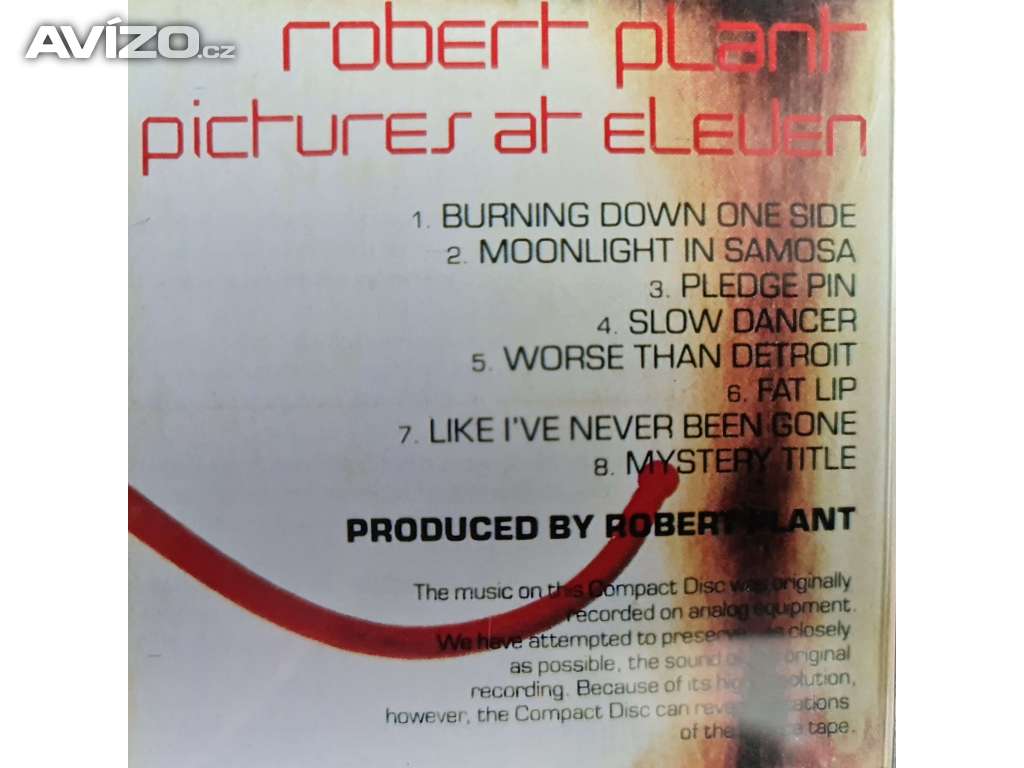 AVÍZO.cz
robert plant
pictures at eleven
1. BURNING DOWN ONE SIDE
2. MOONLIGHT IN SAMOSA
3. PLEDGE PIN
4. SLOW DANCER
5. WORSE THAN DETROIT
6. FAT LIP
7. LIKE I'VE NEVER BEEN GONE
8. MYSTERY TITLE
PRODUCED BY ROBERT PLANT
The music on this Compact Disc was originally
recorded on analog equipment.
We have attempted to preserve, as closely
as possible, the sound of the original
recording. Because of its high resolution,
however, the Compact Disc can reveal limitations
of the source tape.